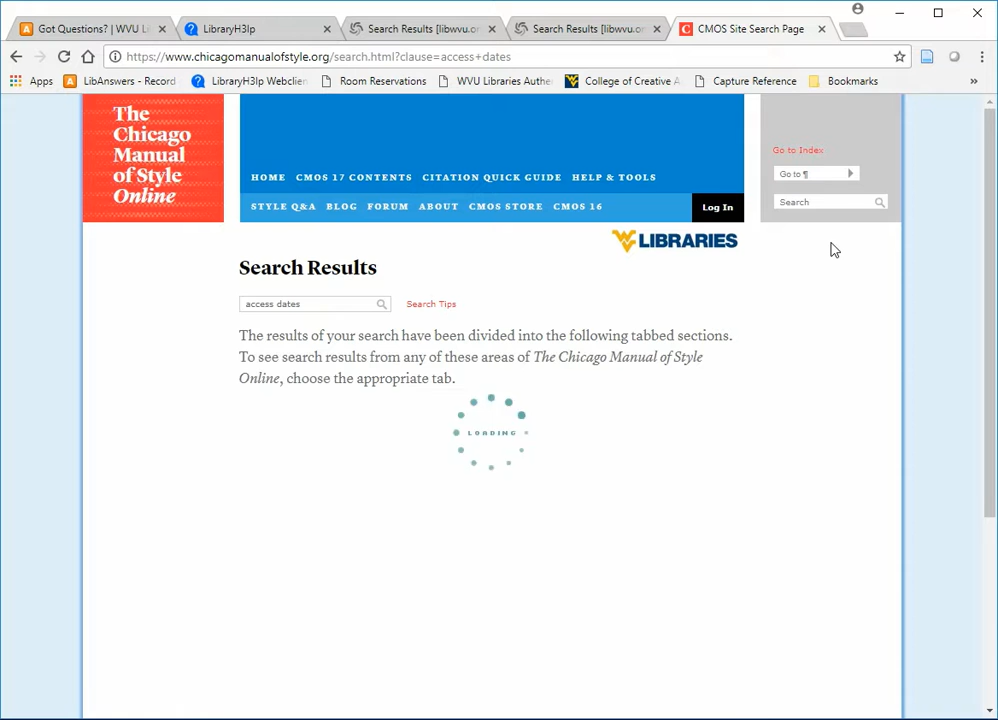 Got Questions? | WVU Li
LibraryH3lp
Search Results [libwvu.or
Search Results [libwvu.or
CMOS Site Search Page
https://www.chicagomanualofstyle.org/search.html?clause=access+dates
Apps
LibAnswers - Record
LibraryH3lp Webclien
Room Reservations
WVU Libraries Authe
College of Creative A
Capture Reference
Bookmarks
»
The
Chicago
Manual
of Style
Online
HOME CMOS 17 CONTENTS CITATION QUICK GUIDE HELP & TOOLS
STYLE Q&A BLOG FORUM ABOUT CMOS STORE CMOS 16
Log In
Go to Index
Go to ¶
Search
WV LIBRARIES
Search Results
access dates
Search Tips
The results of your search have been divided into the following tabbed sections.
To see search results from any of these areas of The Chicago Manual of Style
Online, choose the appropriate tab.
LOADING